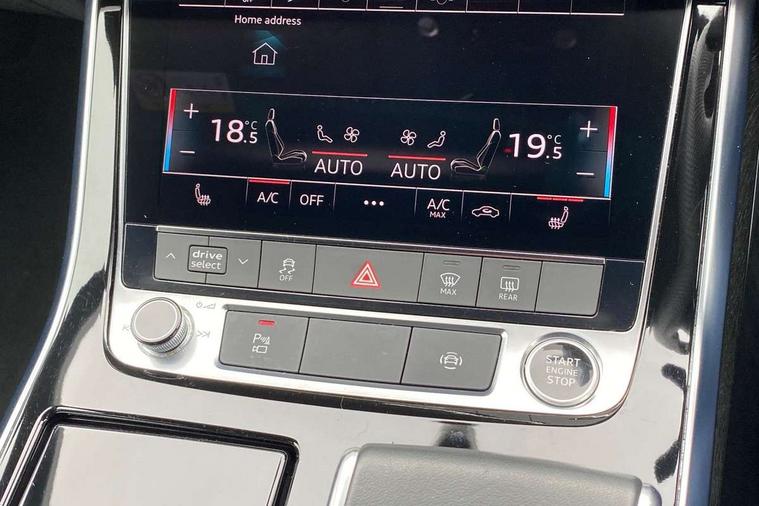 Home address
+
18.5 °C
AUTO
AUTO
19.5 °C
+
−
−
A/C
OFF
...
A/C
MAX
drive
select
OFF
MAX
REAR
P
START
ENGINE
STOP